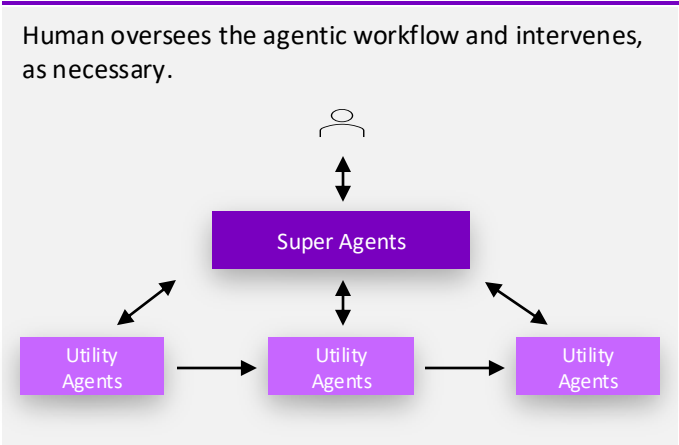 Human oversees the agentic workflow and intervenes,
as necessary.
Super Agents
Utility
Agents
Utility
Agents
Utility
Agents